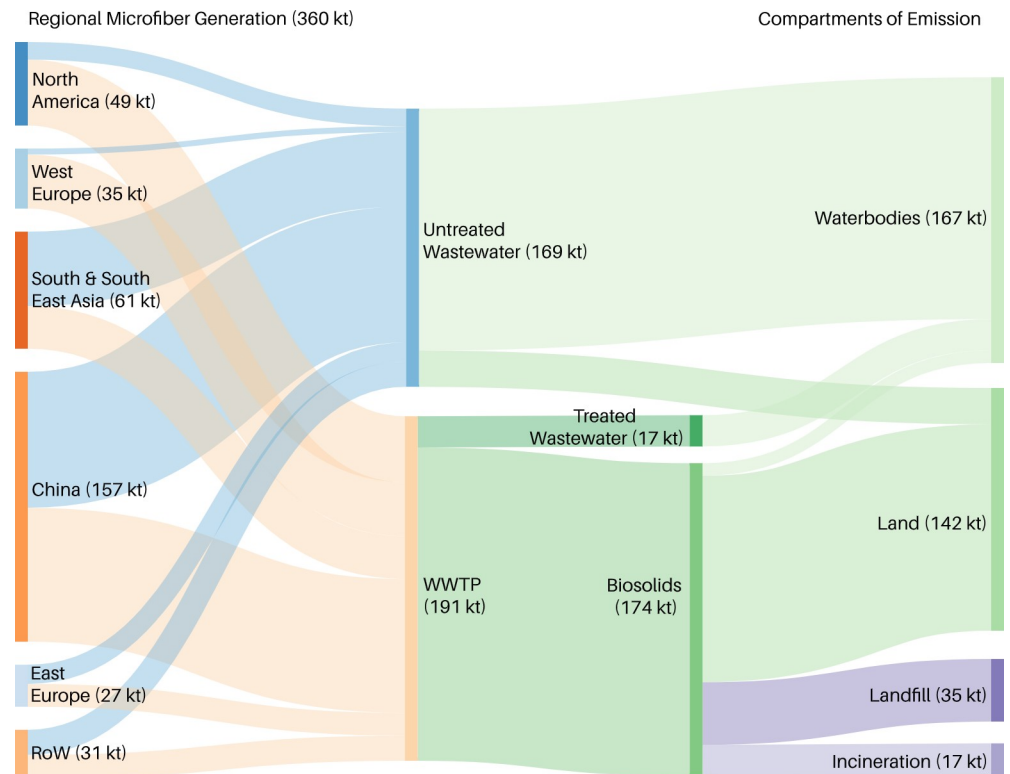 Regional Microfiber Generation (360 kt)
Compartments of Emission
North
America (49 kt)
West
Europe (35 kt)
South & South
East Asia (61 kt)
China (157 kt)
East
Europe (27 kt)
RoW (31 kt)
Untreated
Wastewater (169 kt)
WWTP
(191 kt)
Treated
Wastewater (17 kt)
Biosolids
(174 kt)
Waterbodies (167 kt)
Land (142 kt)
Landfill (35 kt)
Incineration (17 kt)